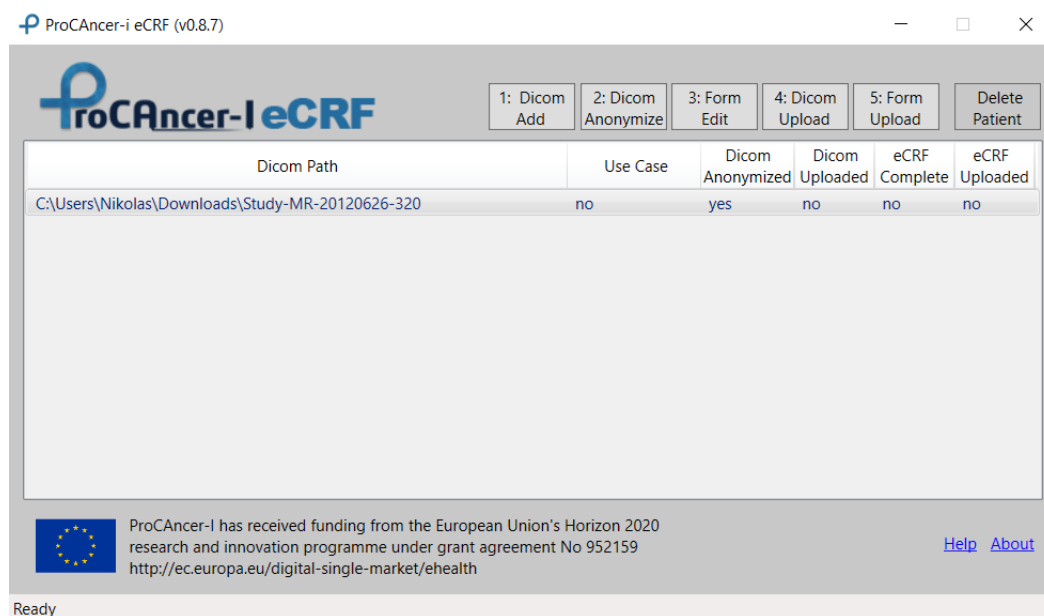 ProCAncer-i eCRF (v0.8.7)
ProCAncer-I eCRF
1: Dicom
Add
2: Dicom
Anonymize
3: Form
Edit
4: Dicom
Upload
5: Form
Upload
Delete
Patient
Dicom Path
Use Case
Dicom
Anonymized
Dicom
Uploaded
eCRF
Complete
eCRF
Uploaded
C:\Users\Nikolas\Downloads\Study-MR-20120626-320 no yes no no no
ProCAncer-I has received funding from the European Union's Horizon 2020
research and innovation programme under grant agreement No 952159
http://ec.europa.eu/digital-single-market/ehealth
Help About
Ready